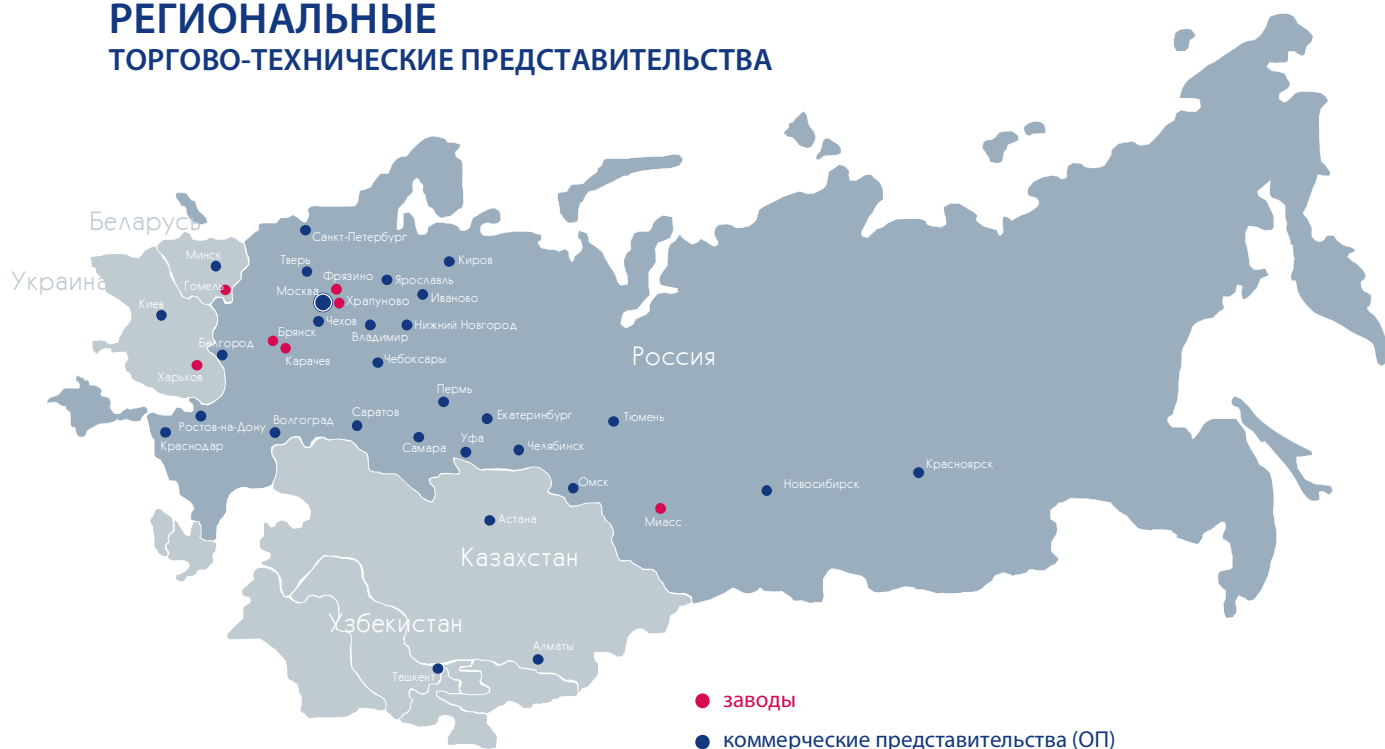 РЕГИОНАЛЬНЫЕ
ТОРГОВО-ТЕХНИЧЕСКИЕ ПРЕДСТАВИТЕЛЬСТВА
Беларусь
Санкт-Петербург
Минск
Тверь
Киров
Украина
Гомель
Фрязино
Ярославль
Москва
Храпуново
Иваново
Киев
Чехов
Нижний Новгород
Брянск
Владимир
Белгород
Карачев
Чебоксары
Россия
Харьков
Пермь
Ростов-на-Дону
Волгоград
Саратов
Екатеринбург
Тюмень
Краснодар
Самара
Уфа
Челябинск
Красноярск
Омск
Новосибирск
Астана
Миасс
Казахстан
Узбекистан
Алматы
Ташкент
заводы
коммерческие представительства (ОП)